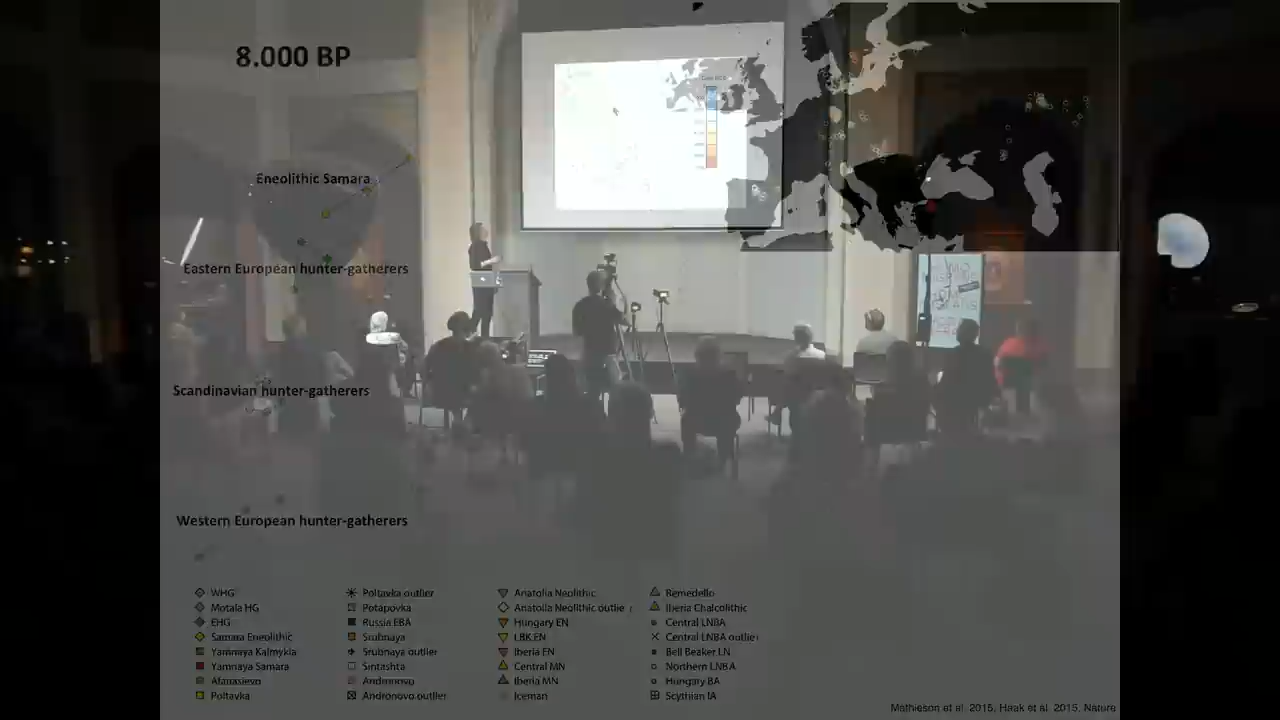 8.000 BP
Eneolithic Samara
Eastern European hunter-gatherers
Scandinavian hunter-gatherers
Western European hunter-gatherers
WHG
Motala HG
EHG
Samara Eneolithic
Yamnaya Kalmykia
Yamnaya Samara
Afanasievo
Poltavka
Poltavka outlier
Potapovka
Russia EBA
Srubnaya
Srubnaya outlier
Sintashta
Andronovo
Andronovo outlier
Anatolia Neolithic
Anatolia Neolithic outlie
Hungary EN
LBK EN
Iberia EN
Central MN
Iberia MN
Iceman
Remedello
Iberia Chalcolithic
Central LNBA
Central LNBA outlier
Bell Beaker LN
Northern LNBA
Hungary BA
Scythian IA
Mathieson et al. 2015, Haak et al. 2015, Nature